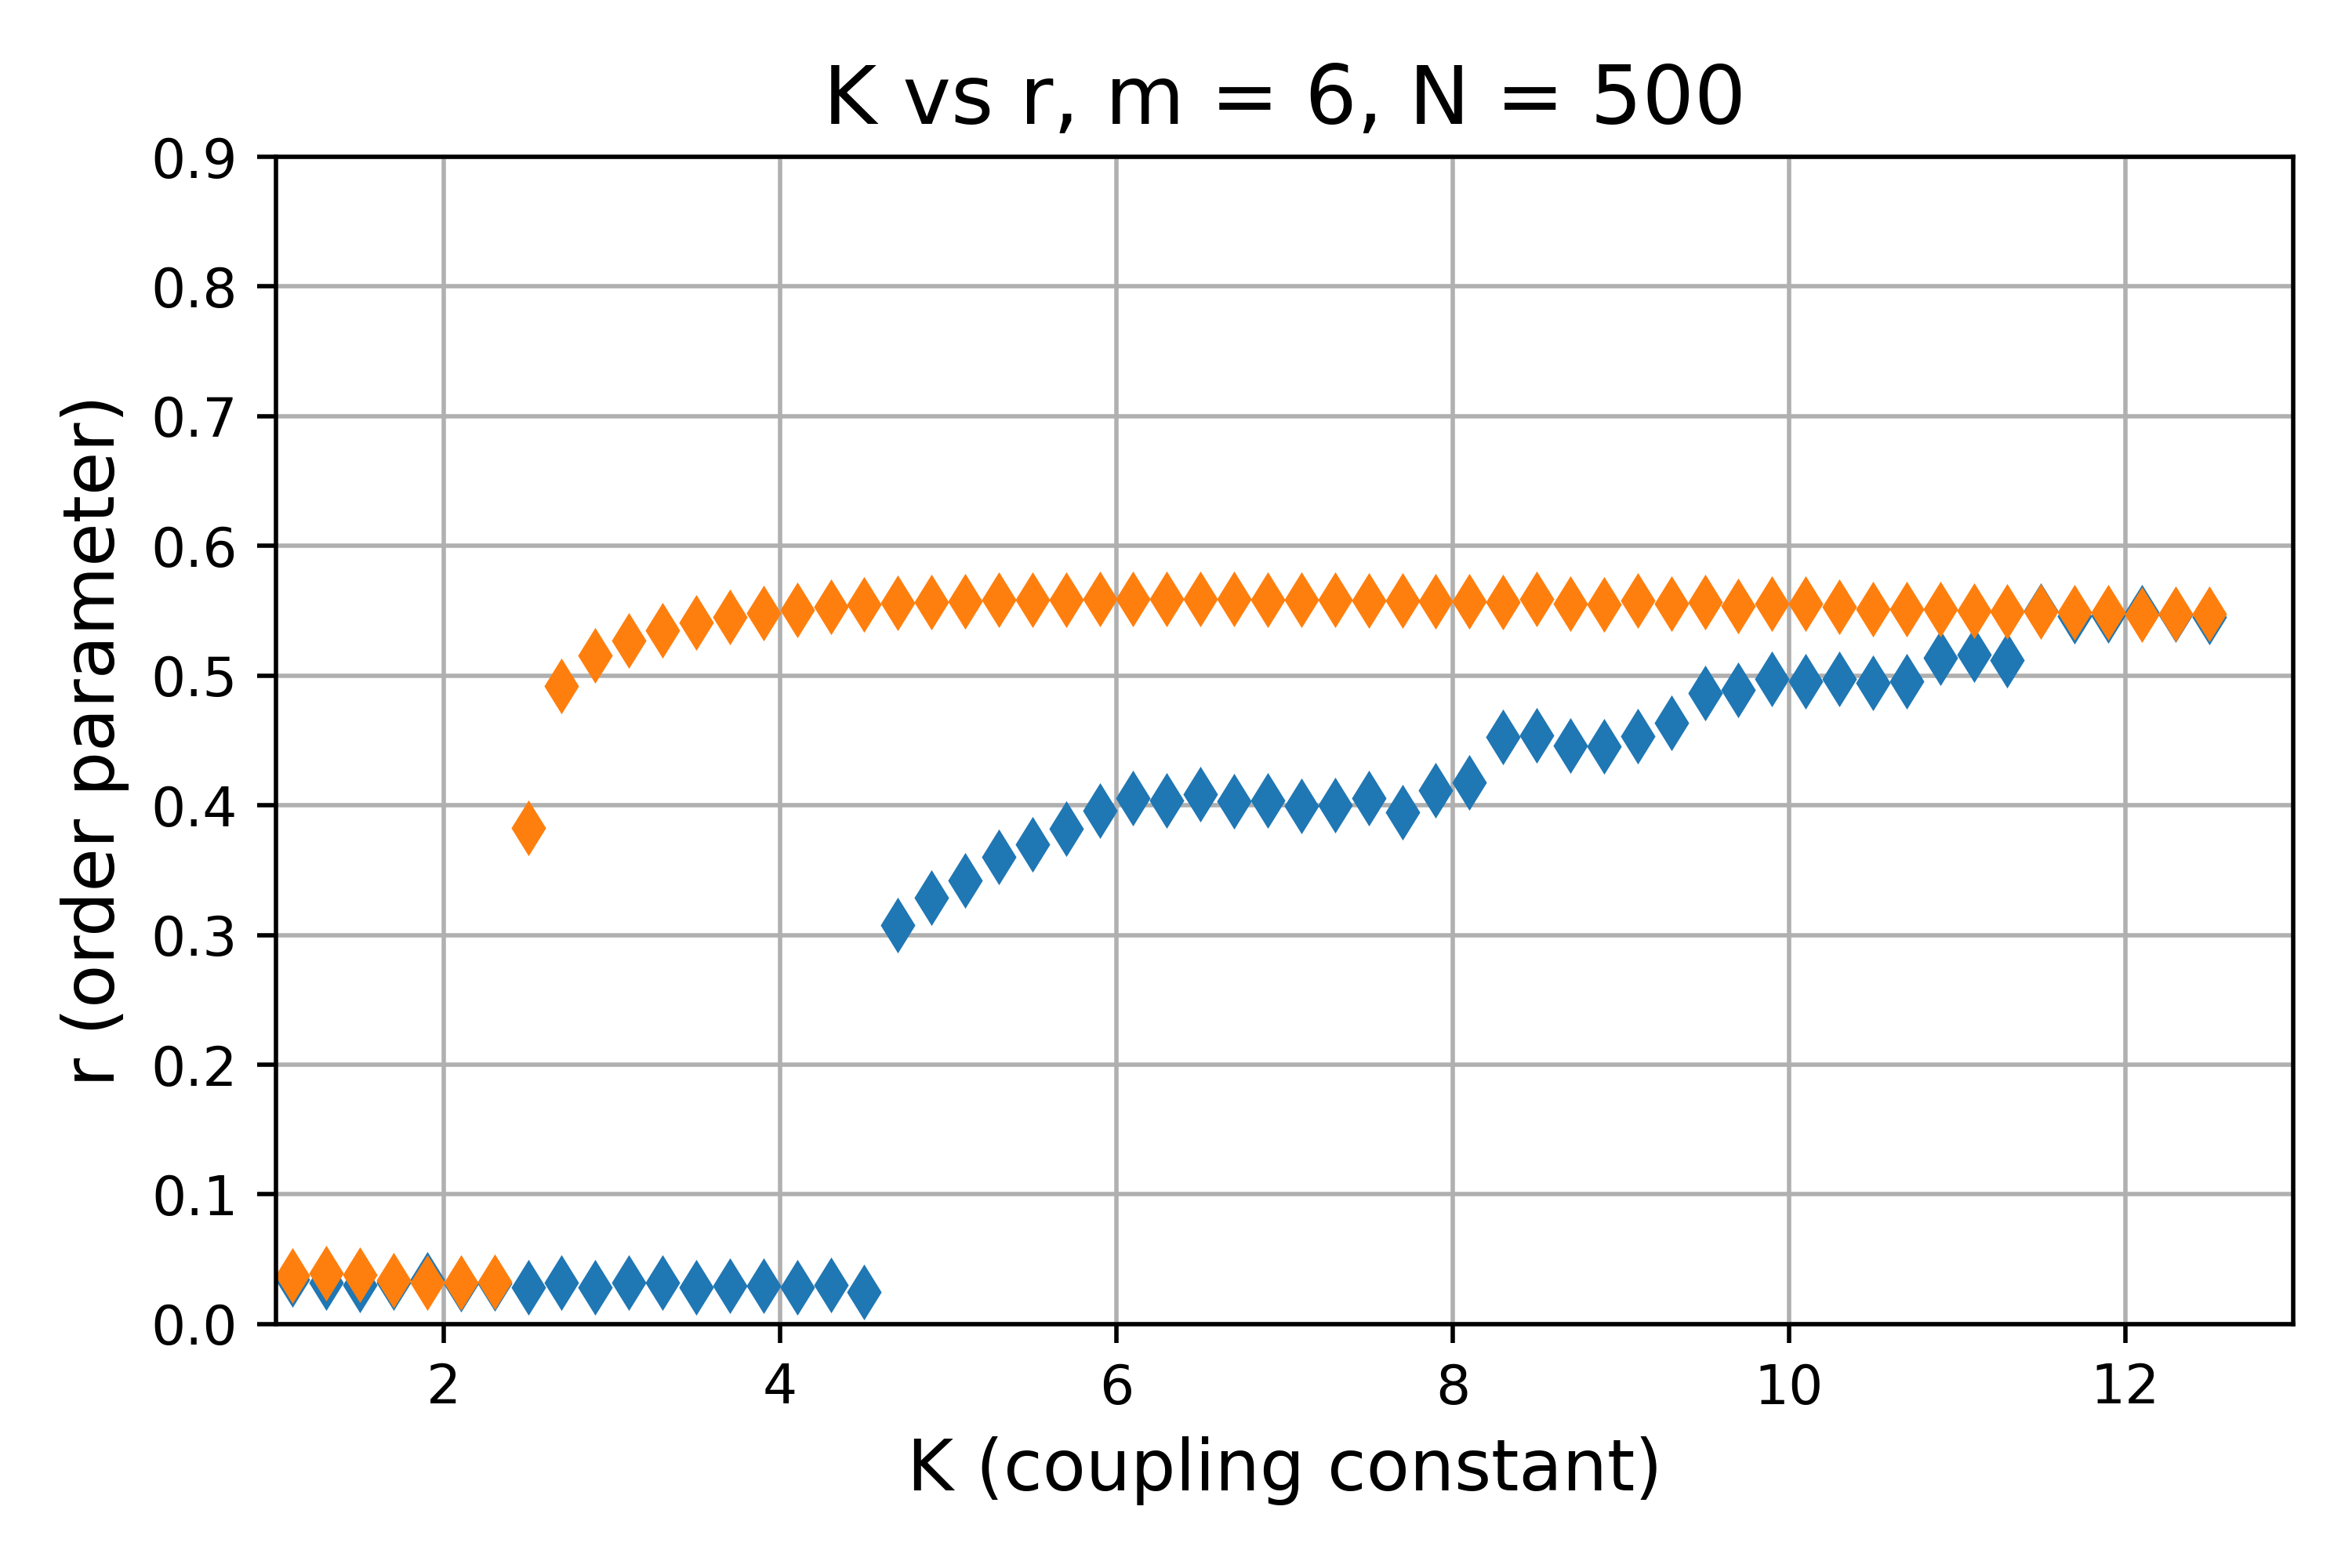 K vs r, m = 6, N = 500
r (order parameter)
0.9
0.8
0.7
0.6
0.5
0.4
0.3
0.2
0.1
0.0
2 4 6 8 10 12
K (coupling constant)